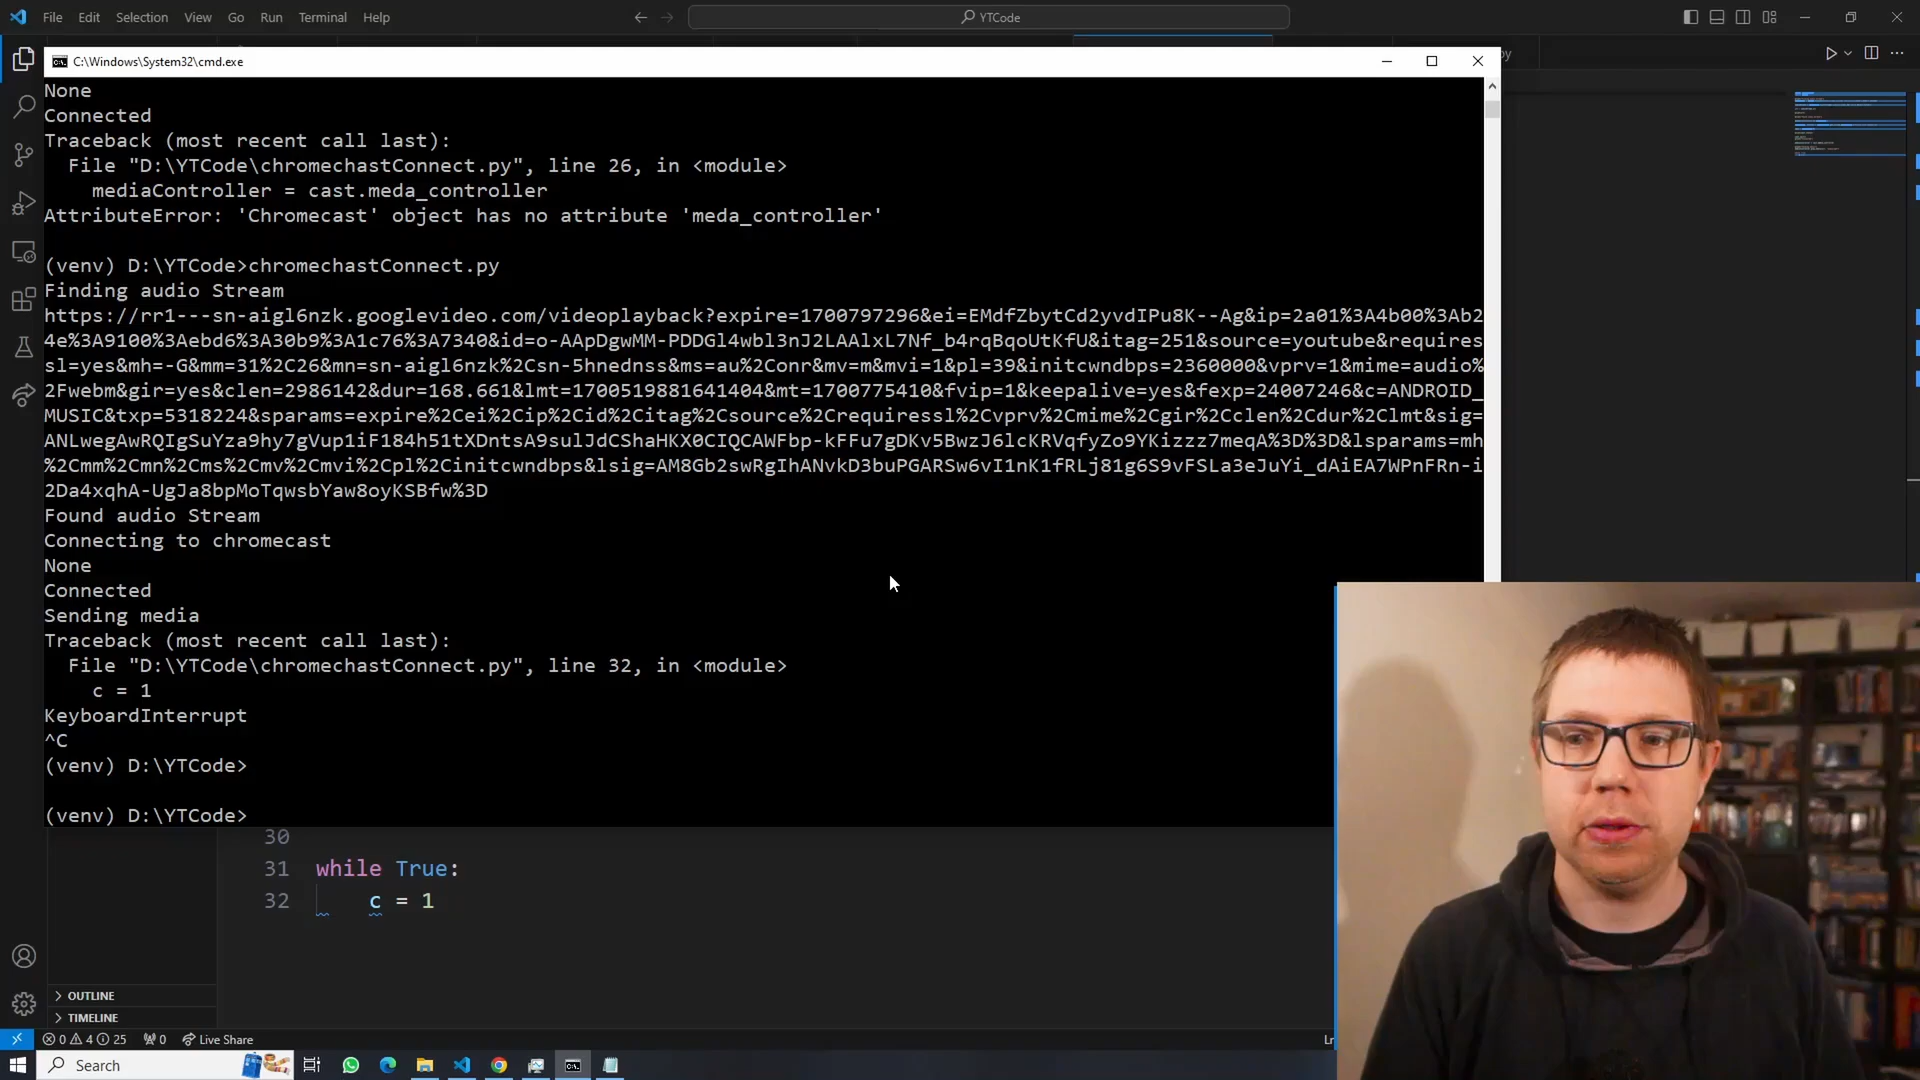 File Edit Selection View Go Run Terminal Help
YTCode
C:\Windows\System32\cmd.exe
None
Connected
Traceback (most recent call last):
File "D:\YTCode\chromechastConnect.py", line 26, in <module>
mediaController = cast.meda_controller
AttributeError: 'Chromecast' object has no attribute 'meda_controller'
(venv) D:\YTCode>chromechastConnect.py
Finding audio Stream
https://rr1---sn-aigl6nzk.googlevideo.com/videoplayback?expire=1700797296&ei=EMdfZbytCd2yvdIPu8K--Ag&ip=2a01%3A4b00%3Ab2
4e%3A9100%3Aebd6%3A30b9%3A1c76%3A7340&id=o-AApDgwMM-PDDGl4wbl3nJ2LAAlxL7Nf_b4rqBqoUtKfU&itag=251&source=youtube&requires
sl=yes&mh=-G&mm=31%2C26&mn=sn-aigl6nzk%2Csn-5hnednss&ms=au%2Conr&mv=m&mvi=1&pl=39&initcwndbps=2360000&vprv=1&mime=audio%
2Fwebm&gir=yes&clen=2986142&dur=168.661&lmt=1700519881641404&mt=1700775410&fvip=1&keepalive=yes&fexp=24007246&c=ANDROID_
MUSIC&txp=5318224&sparams=expire%2Cei%2Cip%2Cid%2Citag%2Csource%2Crequiressl%2Cvprv%2Cmime%2Cgir%2Cclen%2Cdur%2Clmt&sig=
ANLwegAwRQIgSuYza9hy7gVup1iF184h51tXDntsA9sulJdCShaHKX0CIQCAWFbp-kFFu7gDKv5BwzJ6lcKRVqfyZo9YKizzz7meqA%3D%3D&lsparams=mh
%2Cmm%2Cmn%2Cms%2Cmv%2Cmvi%2Cpl%2Cinitcwndbps&lsig=AM8Gb2swRgIhANvkD3buPGARSw6vI1nK1fRLj81g6S9vFSLa3eJuYi_dAiEA7WPnFRn-i
2Da4xqhA-UgJa8bpMoTqwsbYaw8oyKSBfw%3D
Found audio Stream
Connecting to chromecast
None
Connected
Sending media
Traceback (most recent call last):
File "D:\YTCode\chromechastConnect.py", line 32, in <module>
c = 1
KeyboardInterrupt
^C
(venv) D:\YTCode>
(venv) D:\YTCode>
30
31 while True:
32 c = 1
OUTLINE
TIMELINE
0 4 25 0 Live Share
Search